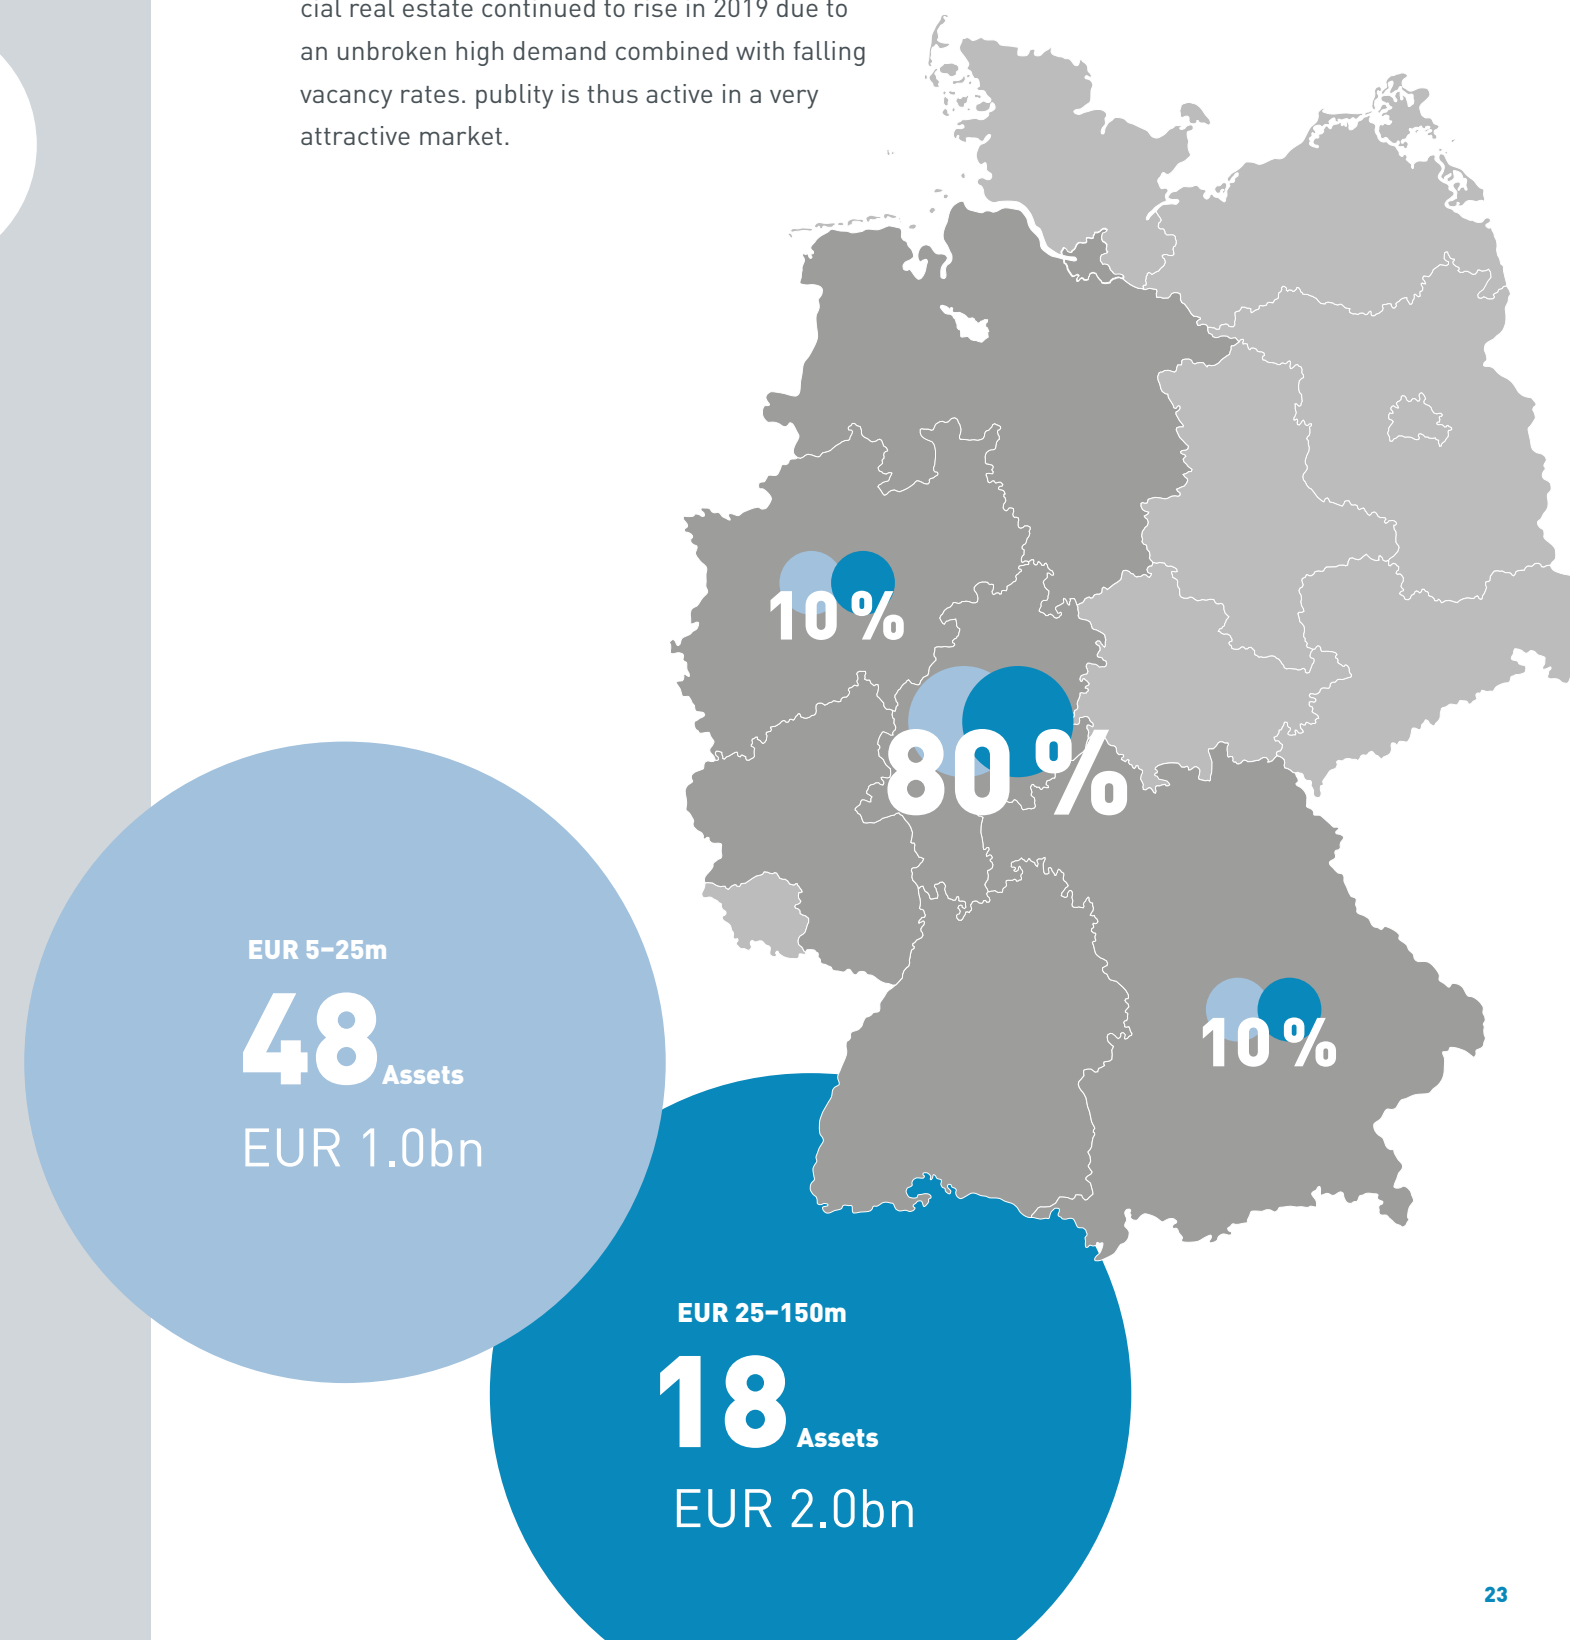 cial real estate continued to rise in 2019 due to
an unbroken high demand combined with falling
vacancy rates. publity is thus active in a very
attractive market.
10 %
80 %
10 %
EUR 5–25m
48 Assets
EUR 1.0bn
EUR 25–150m
18 Assets
EUR 2.0bn
23